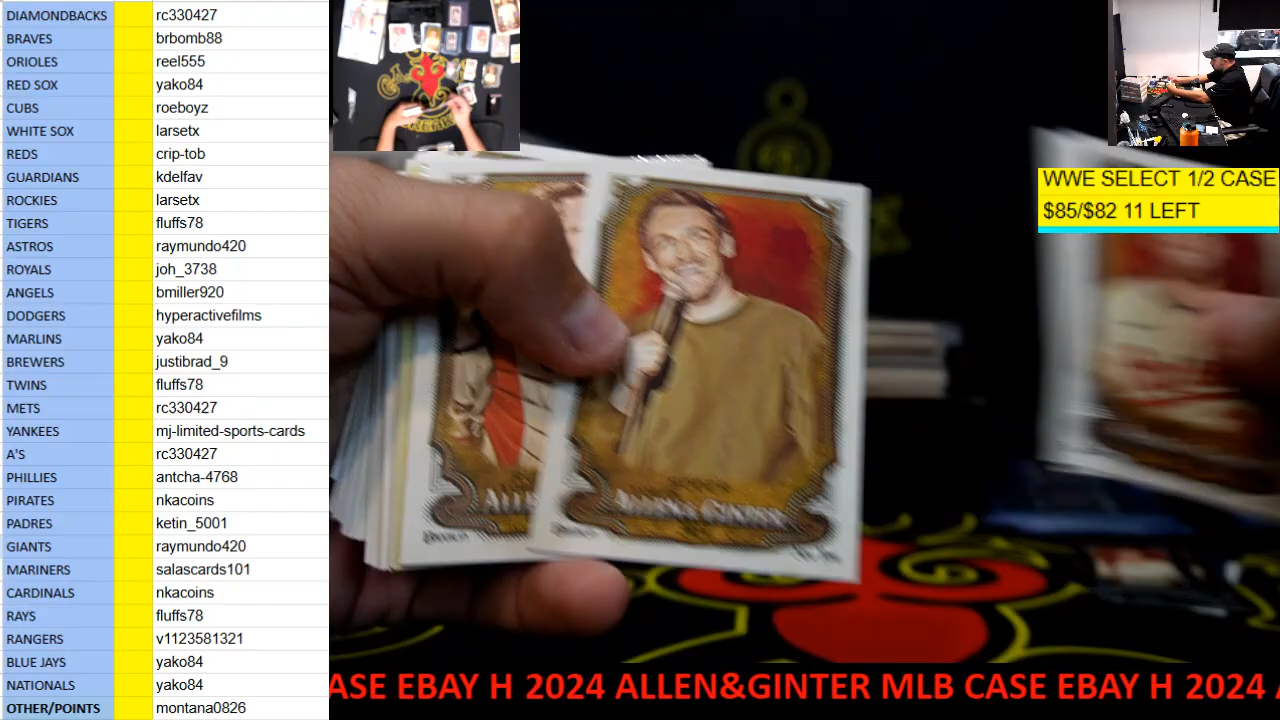 DIAMONDBACKS rc330427
BRAVES brbomb88
ORIOLES reel555
RED SOX yako84
CUBS roeboyz
WHITE SOX larsetx
REDS crip-tob
GUARDIANS kdelfav
ROCKIES larsetx
TIGERS fluffs78
ASTROS raymundo420
ROYALS joh_3738
ANGELS bmiller920
DODGERS hyperactivefilms
MARLINS yako84
BREWERS justibrad_9
TWINS fluffs78
METS rc330427
YANKEES mj-limited-sports-cards
A'S rc330427
PHILLIES antcha-4768
PIRATES nkacoins
PADRES ketin_5001
GIANTS raymundo420
MARINERS salascards101
CARDINALS nkacoins
RAYS fluffs78
RANGERS v1123581321
BLUE JAYS yako84
NATIONALS yako84
OTHER/POINTS montana0826
WWE SELECT 1/2 CASE
$85/$82 11 LEFT
ALLEN & GINTER
ASE EBAY H 2024 ALLEN&GINTER MLB CASE EBAY H 2024